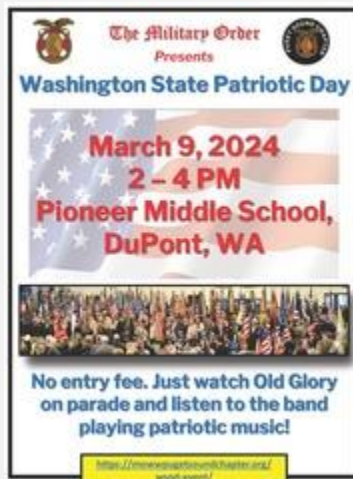 The Military Order
Presents
Washington State Patriotic Day
March 9, 2024
2 – 4 PM
Pioneer Middle School,
DuPont, WA
No entry fee. Just watch Old Glory
on parade and listen to the band
playing patriotic music!
https://mowwpugetsoundchapter.org/